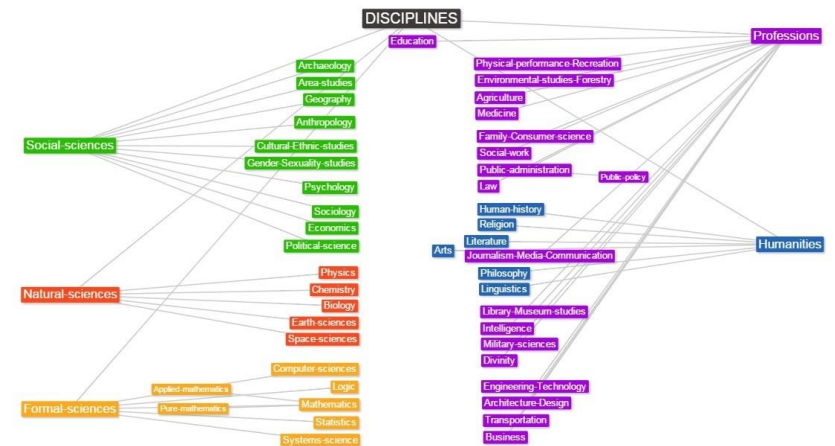 DISCIPLINES
Education
Professions
Archaeology
Area-studies
Geography
Anthropology
Social-sciences
Cultural-Ethnic-studies
Gender-Sexuality-studies
Psychology
Sociology
Economics
Political-science
Physical-performance-Recreation
Environmental-studies-Forestry
Agriculture
Medicine
Family-Consumer-science
Social-work
Public-administration
Public-policy
Law
Human-history
Religion
Literature
Arts
Humanities
Journalism-Media-Communication
Philosophy
Linguistics
Physics
Natural-sciences
Chemistry
Biology
Earth-sciences
Space-sciences
Library-Museum-studies
Intelligence
Military-sciences
Divinity
Computer-sciences
Applied-mathematics
Logic
Formal-sciences
Pure-mathematics
Mathematics
Statistics
Systems-science
Engineering-Technology
Architecture-Design
Transportation
Business